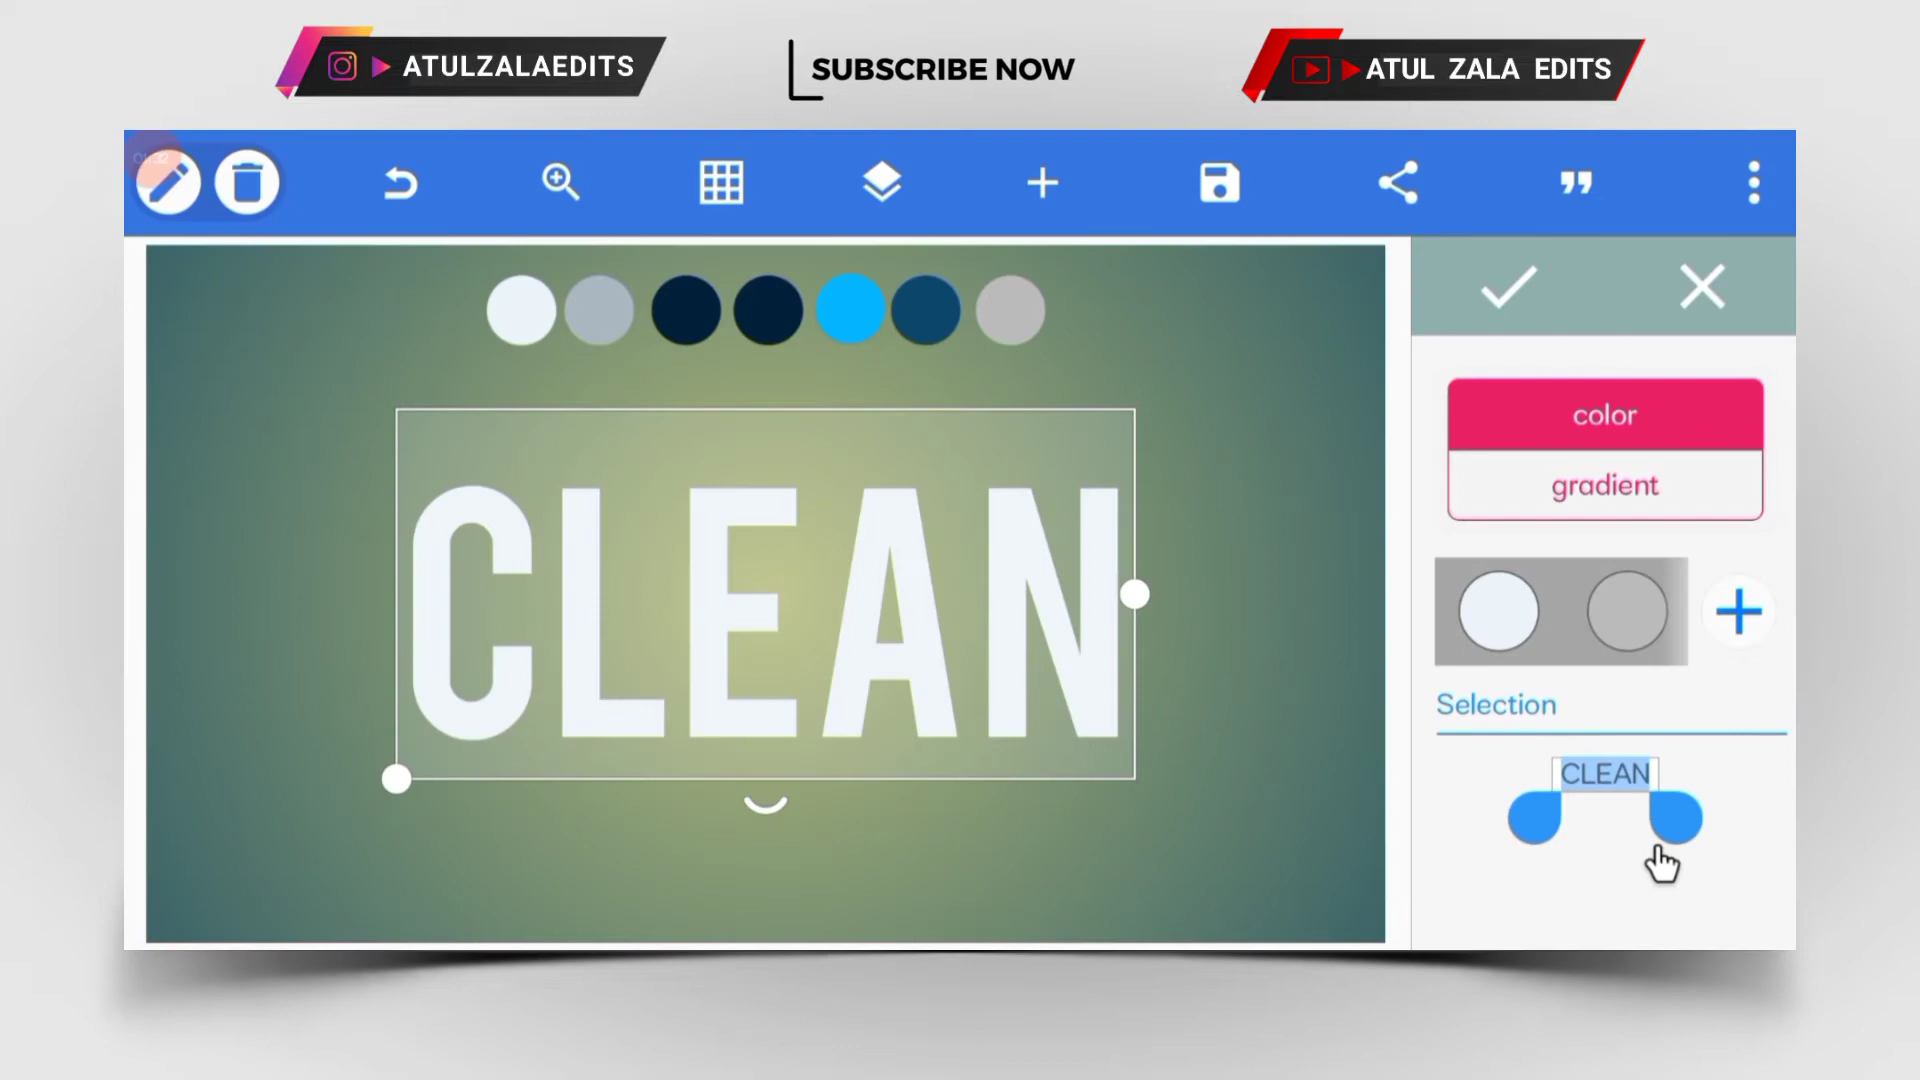 ATULZALAEDITS
SUBSCRIBE NOW
ATUL ZALA EDITS
color
gradient
Selection
CLEAN
CLEAN